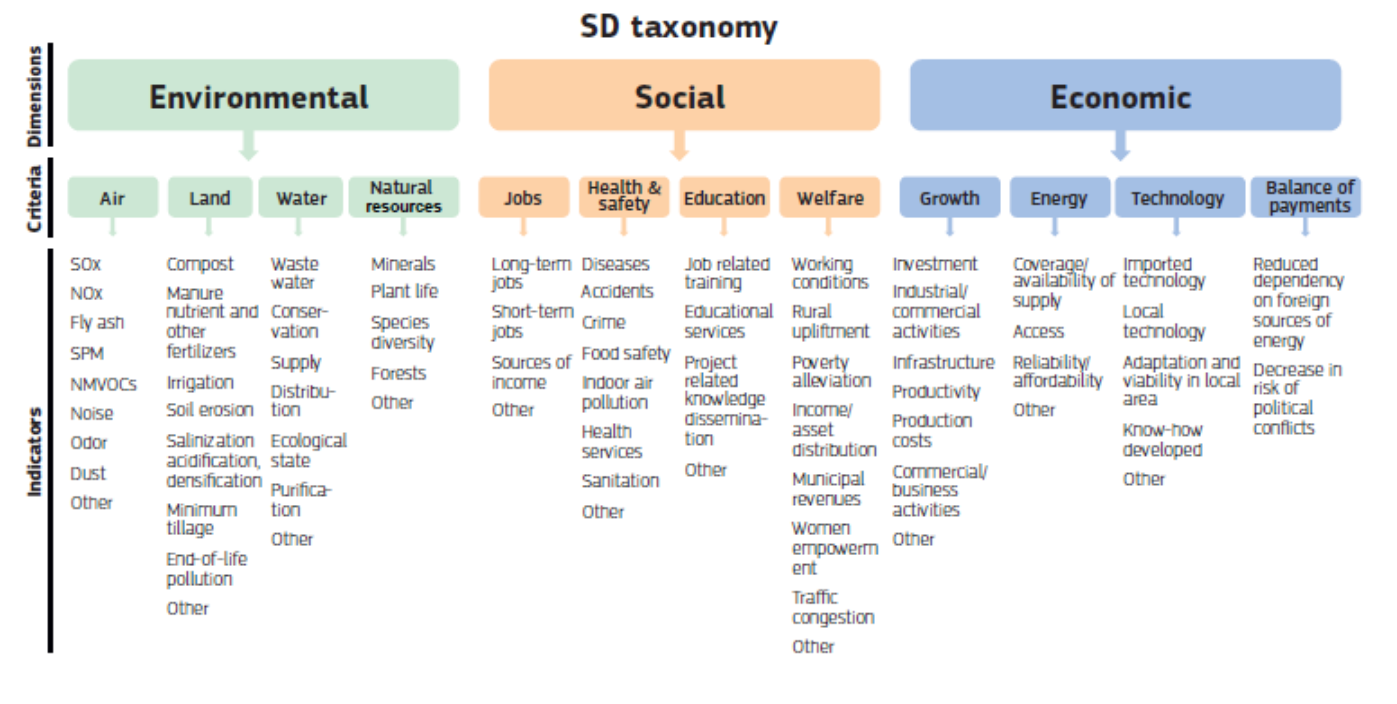 SD taxonomy
Dimensions
Environmental
Social
Economic
Criteria
Air
Land
Water
Natural
resources
Jobs
Health &
safety
Education
Welfare
Growth
Energy
Technology
Balance of
payments
Indicators
SOx
NOx
Fly ash
SPM
NMVOCs
Noise
Odor
Dust
Other
Compost
Manure
nutrient and
other
fertilizers
Irrigation
Soil erosion
Salinization
acidification,
densification
Minimum
tillage
End-of-life
pollution
Other
Waste
water
Conser-
vation
Supply
Distribu-
tion
Ecological
state
Purifica-
tion
Other
Minerals
Plant life
Species
diversity
Forests
Other
Long-term
jobs
Short-term
jobs
Sources of
income
Other
Diseases
Accidents
Crime
Food safety
Indoor air
pollution
Health
services
Sanitation
Other
Job related
training
Educational
services
Project
related
knowledge
dissemina-
tion
Other
Working
conditions
Rural
upliftment
Poverty
alleviation
Income/
asset
distribution
Municipal
revenues
Women
empowerm
ent
Traffic
congestion
Other
Investment
Industrial/
commercial
activities
Infrastructure
Productivity
Production
costs
Commercial/
business
activities
Other
Coverage/
availability of
supply
Access
Reliability/
affordability
Other
Imported
technology
Local
technology
Adaptation and
viability in local
area
Know-how
developed
Other
Reduced
dependency
on foreign
sources of
energy
Decrease in
risk of
political
conflicts